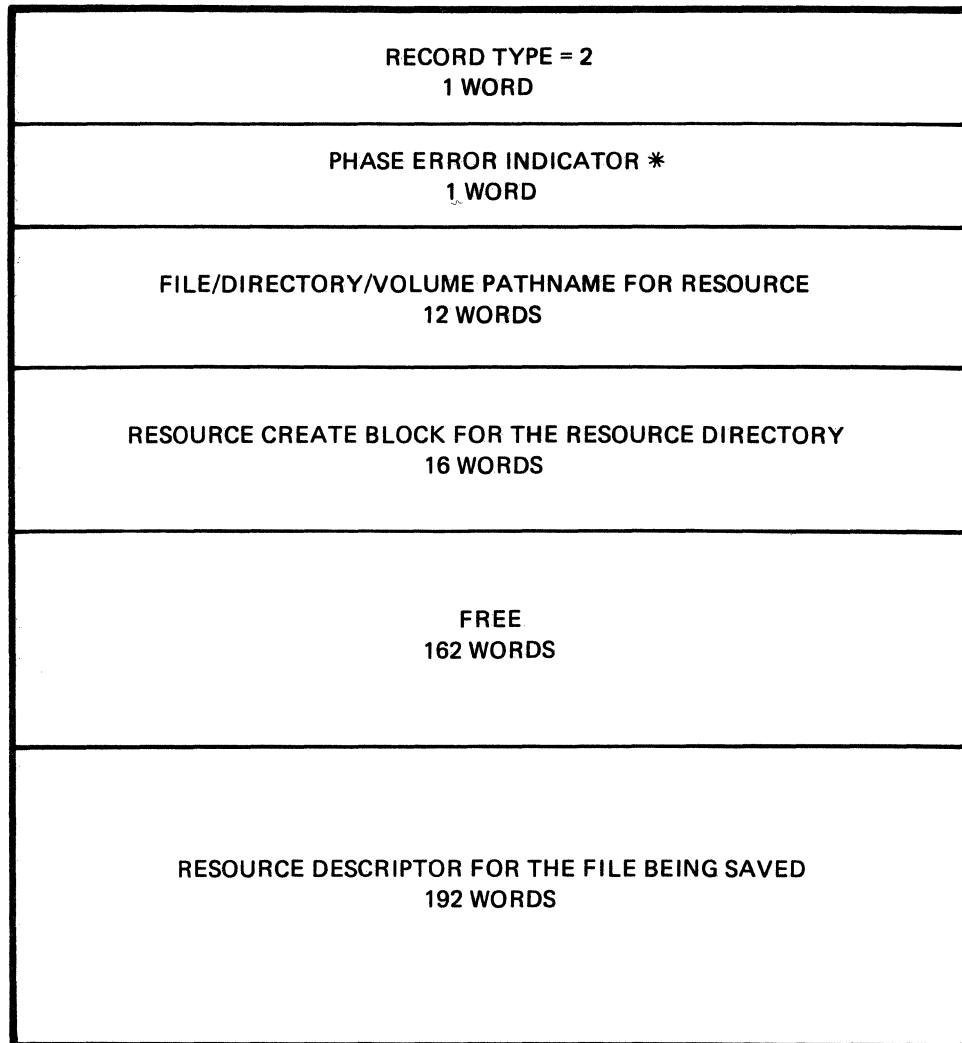 RECORD TYPE = 2
1 WORD
PHASE ERROR INDICATOR *
1 WORD
FILE/DIRECTORY/VOLUME PATHNAME FOR RESOURCE
12 WORDS
RESOURCE CREATE BLOCK FOR THE RESOURCE DIRECTORY
16 WORDS
FREE
162 WORDS
RESOURCE DESCRIPTOR FOR THE FILE BEING SAVED
192 WORDS